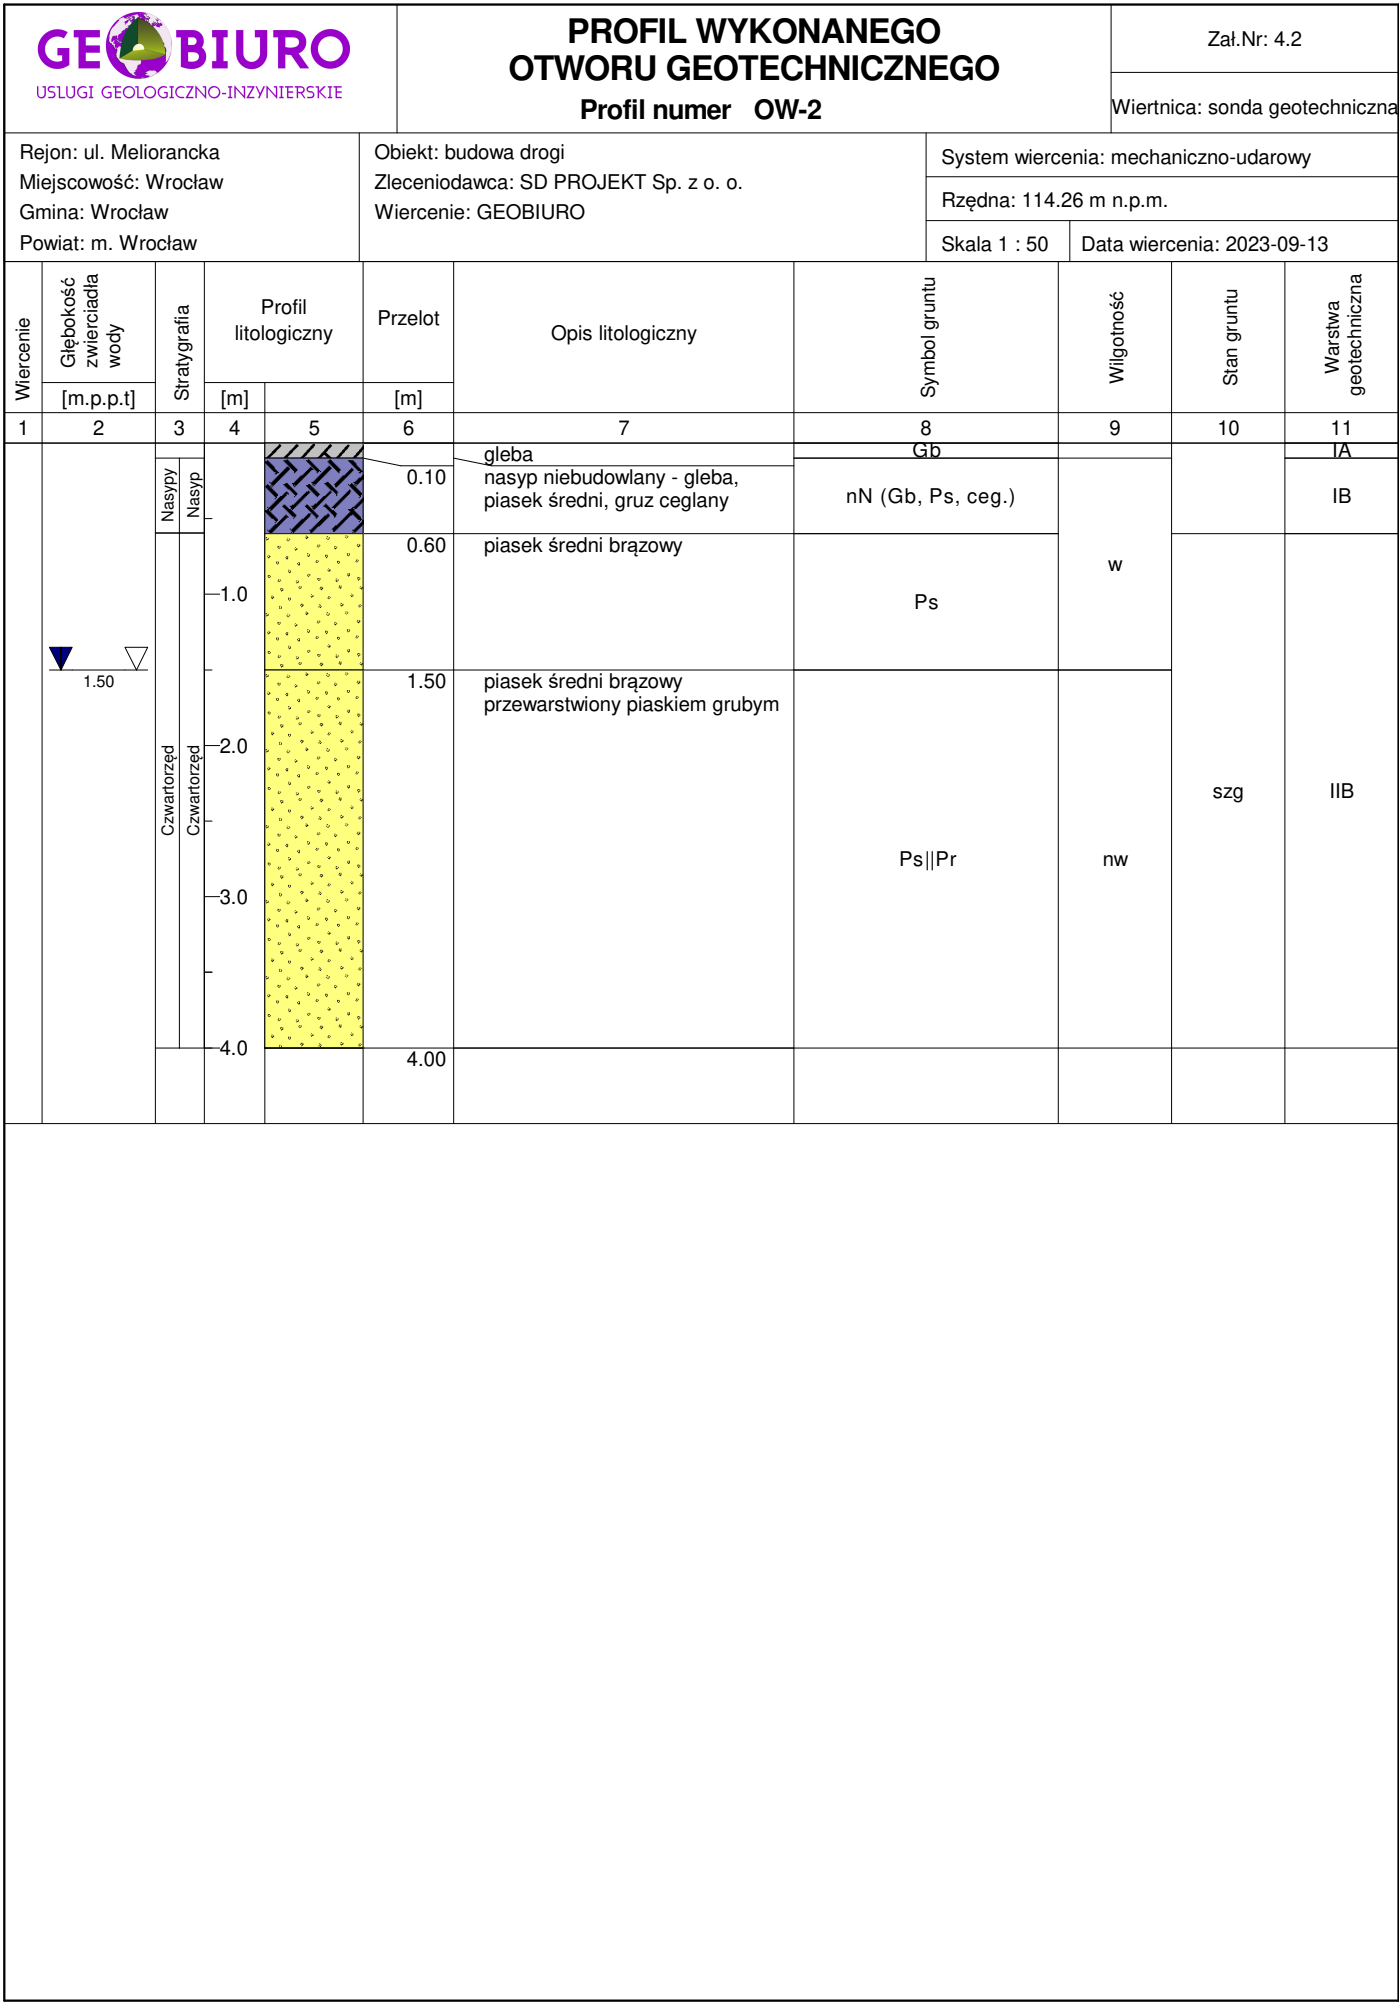 GEOBIURO
USLUGI GEOLOGICZNO-INZYNIERSKIE
PROFIL WYKONANEGO
OTWORU GEOTECHNICZNEGO
Profil numer OW-2
Zał.Nr: 4.2
Wiertnica: sonda geotechniczna
Rejon: ul. Meliorancka
Miejscowość: Wrocław
Gmina: Wrocław
Powiat: m. Wrocław
Obiekt: budowa drogi
Zleceniodawca: SD PROJEKT Sp. z o. o.
Wiercenie: GEOBIURO
System wiercenia: mechaniczno-udarowy
Rzędna: 114.26 m n.p.m.
Skala 1 : 50
Data wiercenia: 2023-09-13
Wiercenie
Głębokość
zwierciadła
wody
[m.p.p.t]
Stratygrafia
Profil
litologiczny
[m]
Przelot
[m]
Opis litologiczny
Symbol gruntu
Wilgotność
Stan gruntu
Warstwa
geotechniczna
1 2 3 4 5 6 7 8 9 10 11
gleba
Gb
IA
Nasypy
Nasyp
0.10
nasyp niebudowlany - gleba,
piasek średni, gruz ceglany
nN (Gb, Ps, ceg.)
IB
0.60
piasek średni brązowy
Ps
w
1.0
1.50
1.50
piasek średni brązowy
przewarstwiony piaskiem grubym
2.0
Czwartorzęd
Czwartorzęd
szg
IIB
Ps||Pr
nw
3.0
4.0
4.00